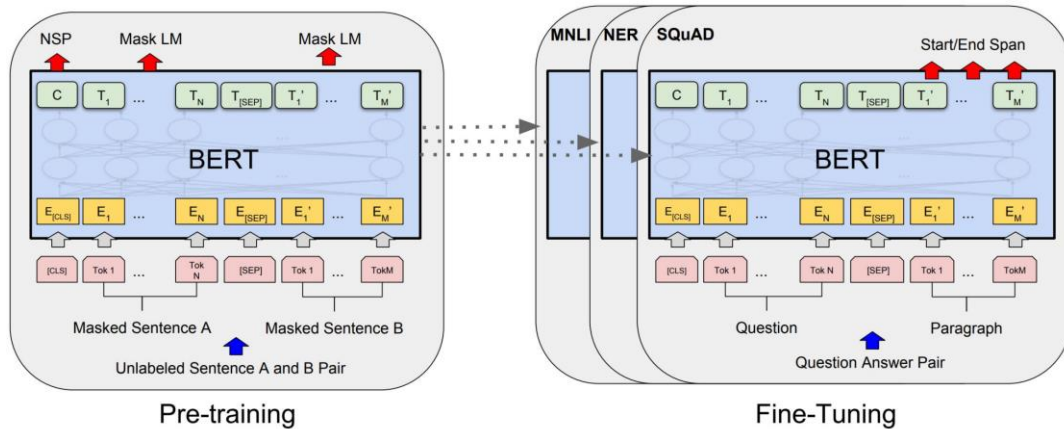 NSP Mask LM Mask LM
C T1 ... TN T[SEP] T1' ... TM'
BERT
E[CLS] E1 ... EN E[SEP] E1' ... EM'
[CLS] Tok 1 ... Tok N [SEP] Tok 1 ... TokM
Masked Sentence A Masked Sentence B
Unlabeled Sentence A and B Pair
Pre-training
MNLI NER SQuAD
Start/End Span
C T1 ... TN T[SEP] T1' ... TM'
BERT
E[CLS] E1 ... EN E[SEP] E1' ... EM'
[CLS] Tok 1 ... Tok N [SEP] Tok 1 ... TokM
Question Paragraph
Question Answer Pair
Fine-Tuning